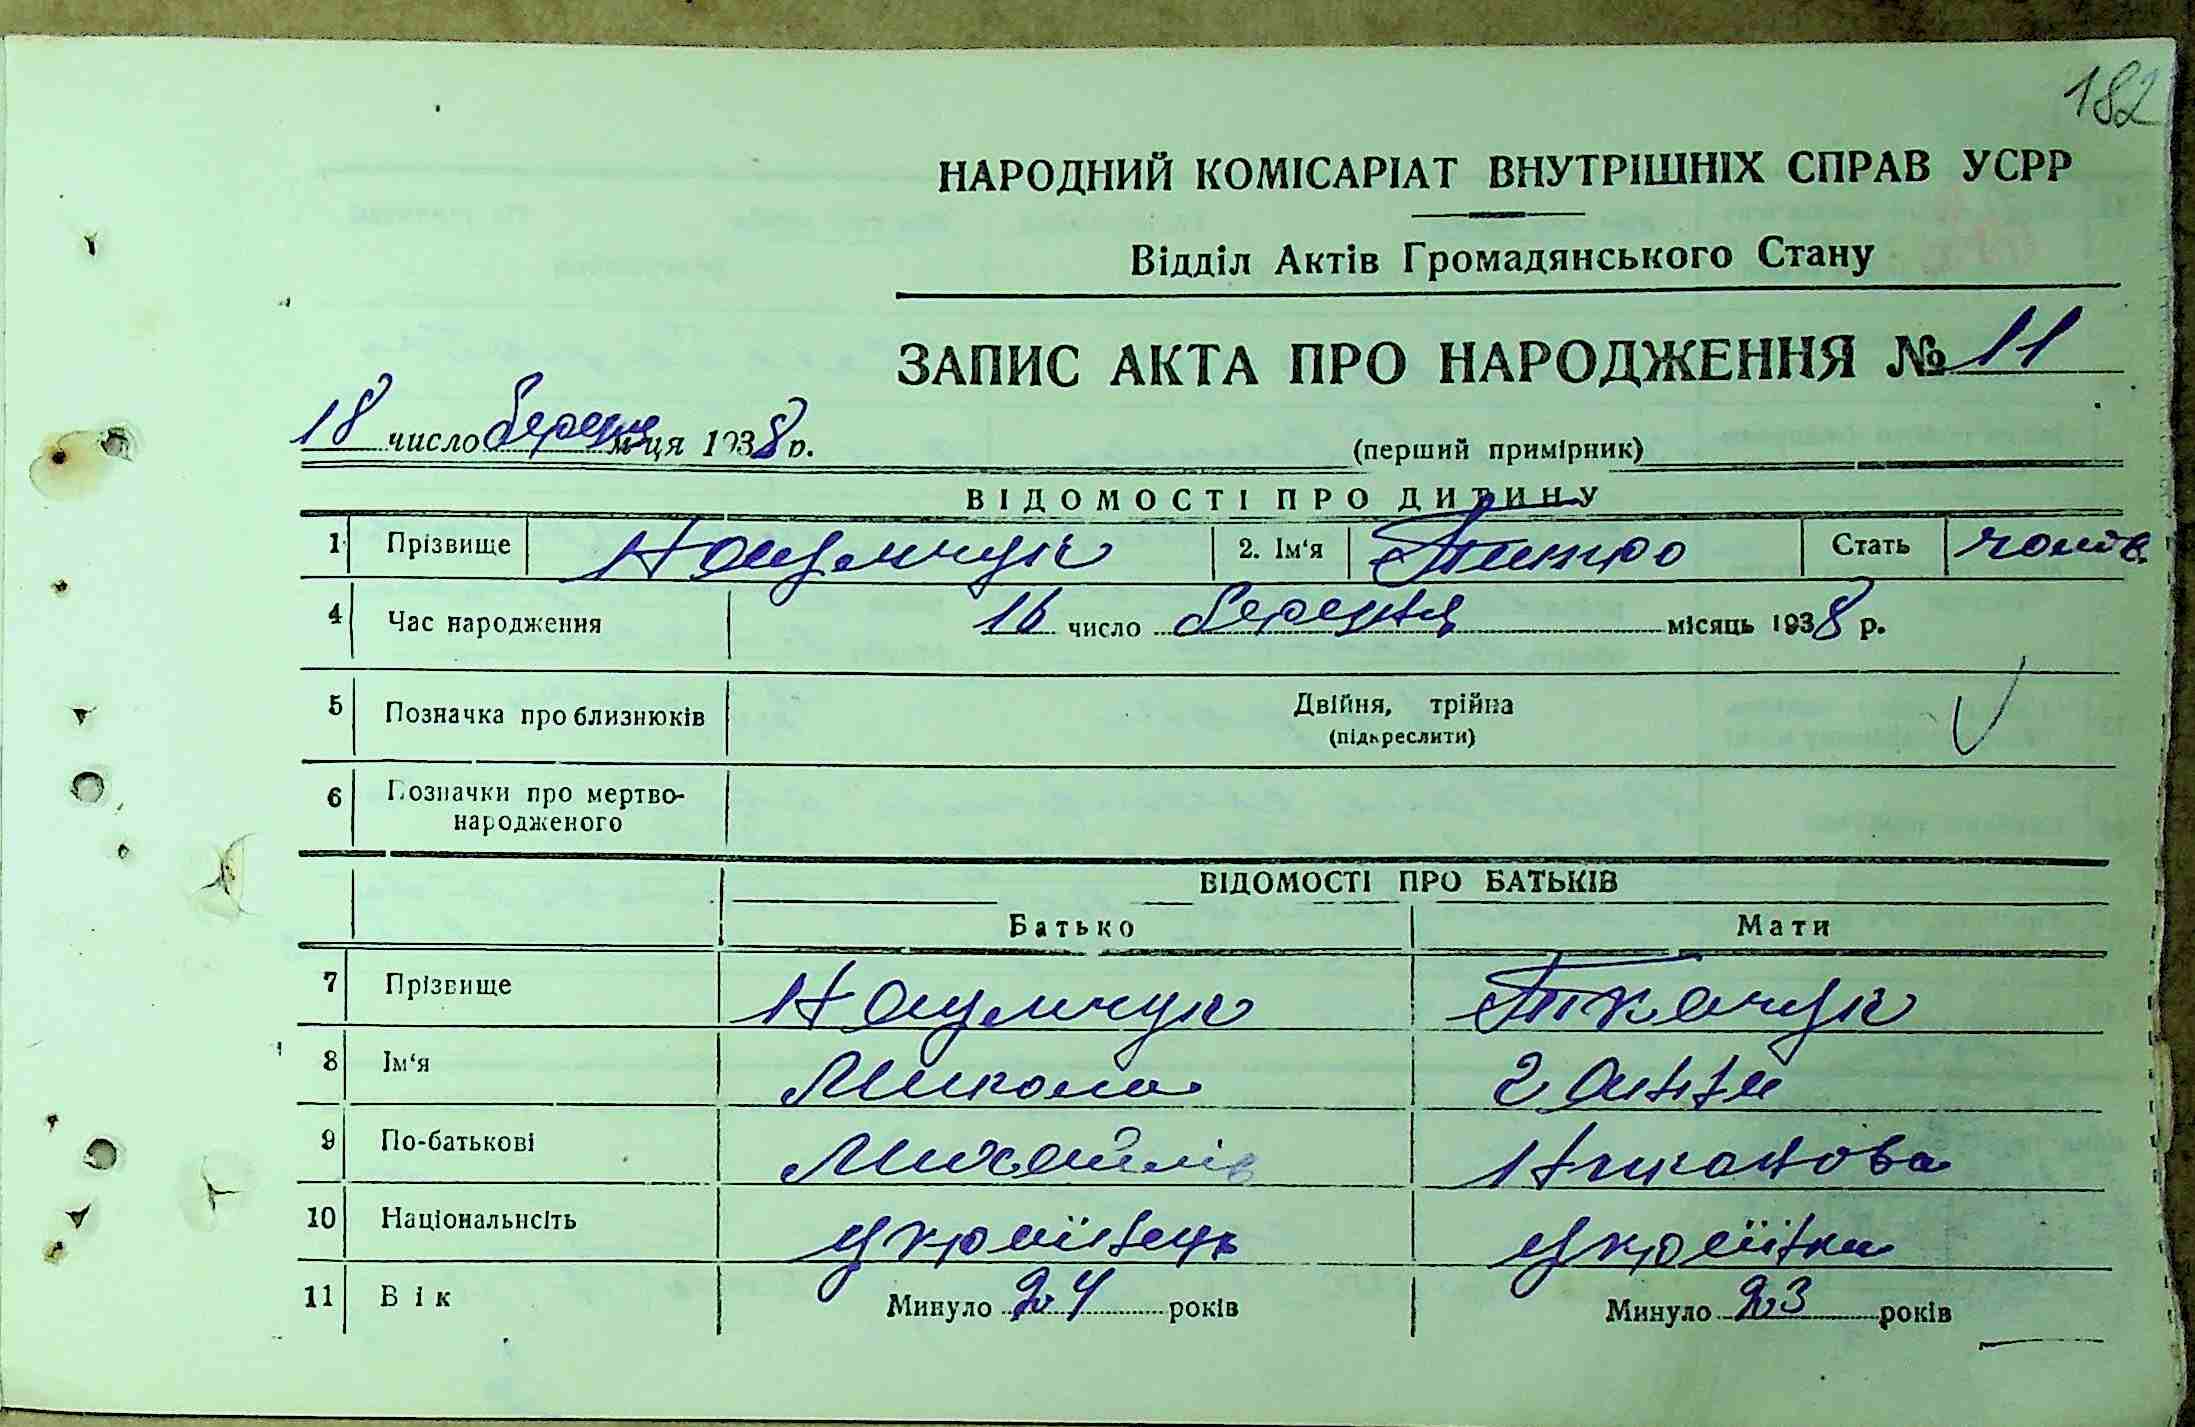 182
НАРОДНИЙ КОМІСАРІАТ ВНУТРІШНІХ СПРАВ УСРР
Відділ Актів Громадянського Стану
ЗАПИС АКТА ПРО НАРОДЖЕННЯ № 11
18 число березня м-ця 1938 р. (перший примірник)
ВІДОМОСТІ ПРО ДИТИНУ
1 Прізвище Наумчук 2. Ім'я Петро Стать чолов
4 Час народження 16 число березня місяць 1938 р.
5 Позначка про близнюків Двійня, трійна
(підкреслити)
6 Позначки про мертво-
народженого
ВІДОМОСТІ ПРО БАТЬКІВ
Батько Мати
7 Прізвище Наумчук Ткачук
8 Ім'я Микола Ганна
9 По-батькові Михайлів
10 Національнсіть українець українка
11 Вік Минуло 24 років Минуло 23 років